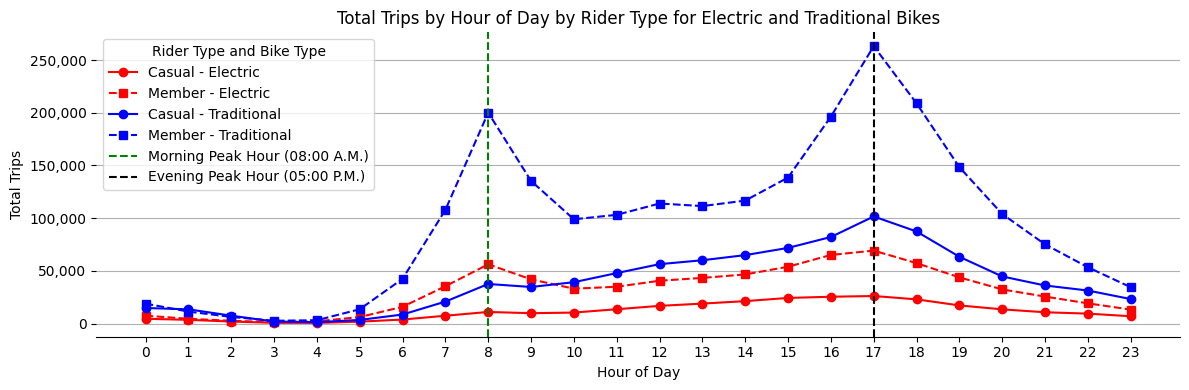 Total Trips by Hour of Day by Rider Type for Electric and Traditional Bikes
Rider Type and Bike Type
Casual - Electric
Member - Electric
Casual - Traditional
Member - Traditional
Morning Peak Hour (08:00 A.M.)
Evening Peak Hour (05:00 P.M.)
Total Trips
250,000
200,000
150,000
100,000
50,000
0
0 1 2 3 4 5 6 7 8 9 10 11 12 13 14 15 16 17 18 19 20 21 22 23
Hour of Day